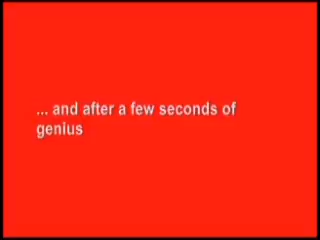 ... and after a few seconds of
genius